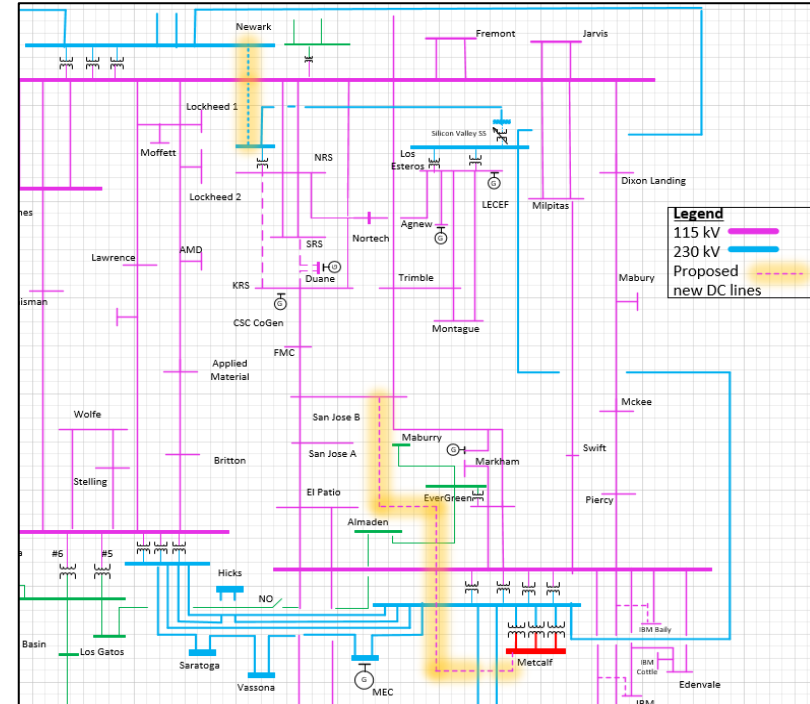 Newark
Fremont
Jarvis
Lockheed 1
Moffett
NRS
Silicon Valley SS
Los
Esteros
Lockheed 2
LECEF
Milpitas
Dixon Landing
Legend
115 kV
230 kV
Proposed
new DC lines
nes
Agnew
G
G
Nortech
SRS
AMD
Lawrence
G
Duane
Trimble
Mabury
isman
KRS
G
CSC CoGen
Montague
FMC
Applied
Material
San Jose B
Mckee
Wolfe
Maburry
San Jose A
G
Markham
Swift
Britton
Stelling
El Patio
EverGreen
Piercy
Almaden
#6
#5
Hicks
NO
IBM Baily
Basin
Los Gatos
Saratoga
Vassona
G
MEC
Metcalf
IBM
Cottle
Edenvale
IBM